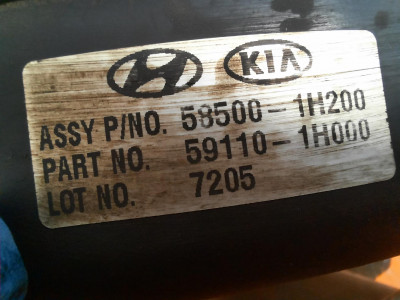 KIA
ASSY P/NO. 58500-1H200
PART NO. 59110-1H000
LOT NO. 7205